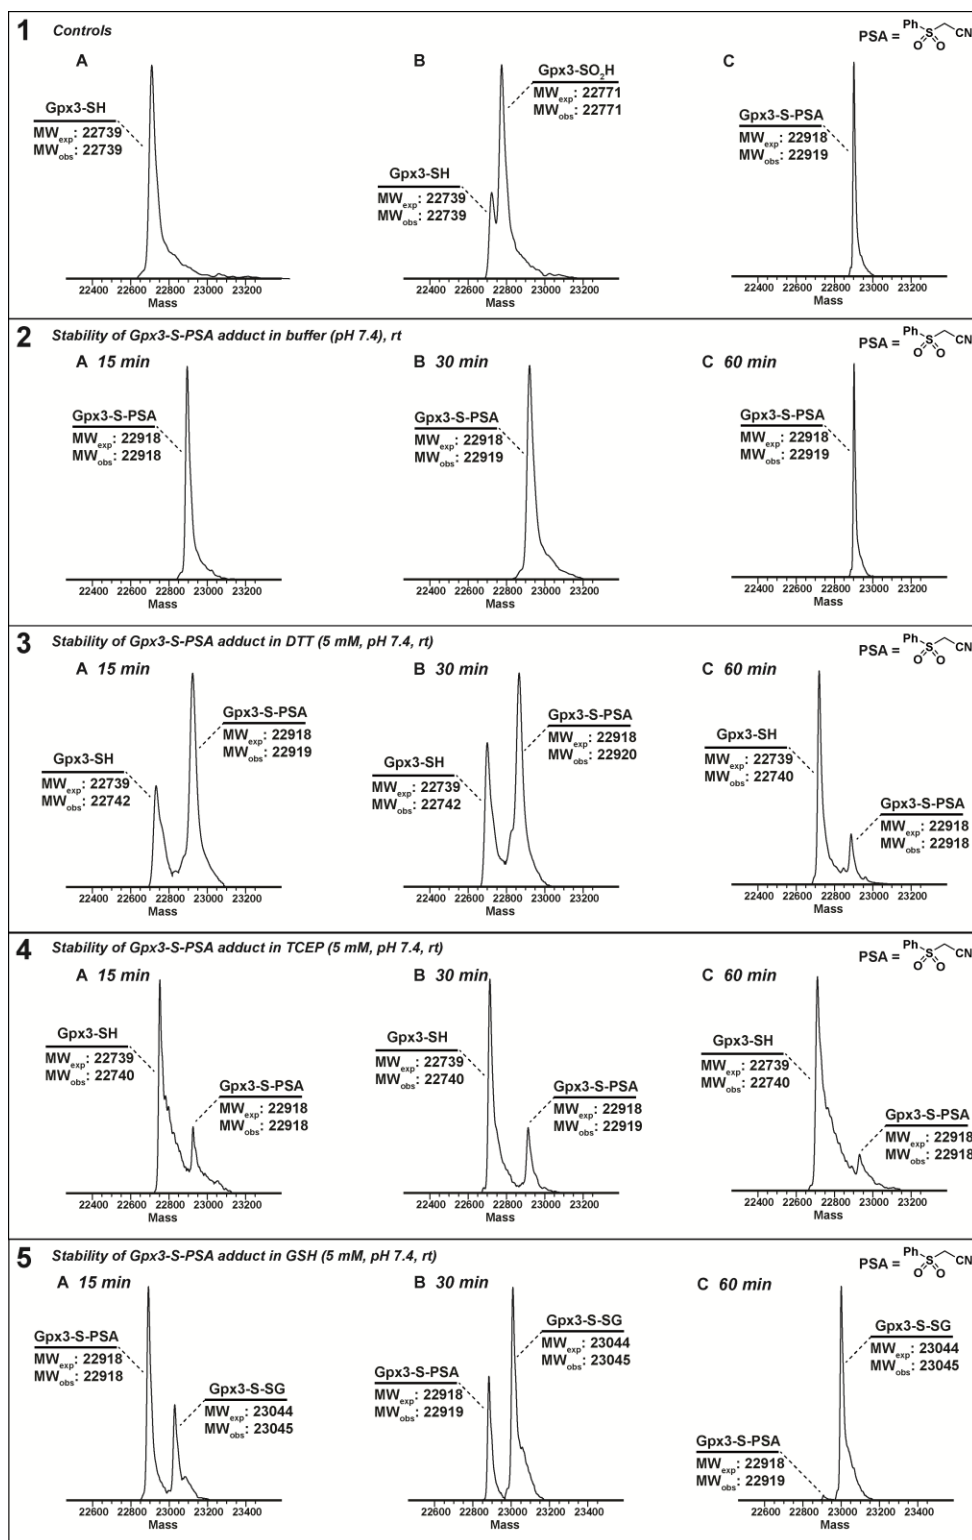 1 Controls
PSA = Ph S O O CN
A
Gpx3-SH
MWexp: 22739
MWobs: 22739
22400 22600 22800 23000 23200
Mass
B
Gpx3-SO2H
MWexp: 22771
MWobs: 22771
Gpx3-SH
MWexp: 22739
MWobs: 22739
22400 22600 22800 23000 23200
Mass
C
Gpx3-S-PSA
MWexp: 22918
MWobs: 22919
22400 22600 22800 23000 23200
Mass
2 Stability of Gpx3-S-PSA adduct in buffer (pH 7.4), rt
PSA = Ph S O O CN
A 15 min
Gpx3-S-PSA
MWexp: 22918
MWobs: 22918
22400 22600 22800 23000 23200
Mass
B 30 min
Gpx3-S-PSA
MWexp: 22918
MWobs: 22919
22400 22600 22800 23000 23200
Mass
C 60 min
Gpx3-S-PSA
MWexp: 22918
MWobs: 22919
22400 22600 22800 23000 23200
Mass
3 Stability of Gpx3-S-PSA adduct in DTT (5 mM, pH 7.4, rt)
PSA = Ph S O O CN
A 15 min
Gpx3-S-PSA
MWexp: 22918
MWobs: 22919
Gpx3-SH
MWexp: 22739
MWobs: 22742
22400 22600 22800 23000 23200
Mass
B 30 min
Gpx3-S-PSA
MWexp: 22918
MWobs: 22920
Gpx3-SH
MWexp: 22739
MWobs: 22742
22400 22600 22800 23000 23200
Mass
C 60 min
Gpx3-SH
MWexp: 22739
MWobs: 22740
Gpx3-S-PSA
MWexp: 22918
MWobs: 22918
22400 22600 22800 23000 23200
Mass
4 Stability of Gpx3-S-PSA adduct in TCEP (5 mM, pH 7.4, rt)
PSA = Ph S O O CN
A 15 min
Gpx3-SH
MWexp: 22739
MWobs: 22740
Gpx3-S-PSA
MWexp: 22918
MWobs: 22918
22400 22600 22800 23000 23200
Mass
B 30 min
Gpx3-SH
MWexp: 22739
MWobs: 22740
Gpx3-S-PSA
MWexp: 22918
MWobs: 22919
22400 22600 22800 23000 23200
Mass
C 60 min
Gpx3-SH
MWexp: 22739
MWobs: 22740
Gpx3-S-PSA
MWexp: 22918
MWobs: 22918
22400 22600 22800 23000 23200
Mass
5 Stability of Gpx3-S-PSA adduct in GSH (5 mM, pH 7.4, rt)
PSA = Ph S O O CN
A 15 min
Gpx3-S-PSA
MWexp: 22918
MWobs: 22918
Gpx3-S-SG
MWexp: 23044
MWobs: 23045
22600 22800 23000 23200 23400
Mass
B 30 min
Gpx3-S-SG
MWexp: 23044
MWobs: 23045
Gpx3-S-PSA
MWexp: 22918
MWobs: 22919
22600 22800 23000 23200 23400
Mass
C 60 min
Gpx3-S-SG
MWexp: 23044
MWobs: 23045
Gpx3-S-PSA
MWexp: 22918
MWobs: 22919
22600 22800 23000 23200 23400
Mass